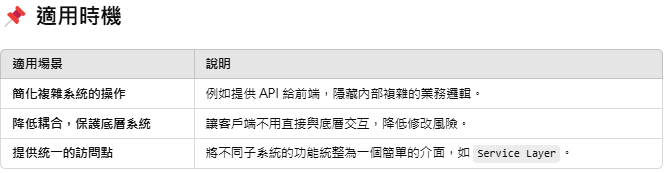 📌 適用時機
適用場景 說明
簡化複雜系統的操作 例如提供 API 給前端，隱藏內部複雜的業務邏輯。
降低耦合，保護底層系統 讓客戶端不用直接與底層交互，降低修改風險。
提供统一的訪問點 將不同子系統的功能統整為一個簡單的介面，如 Service Layer 。